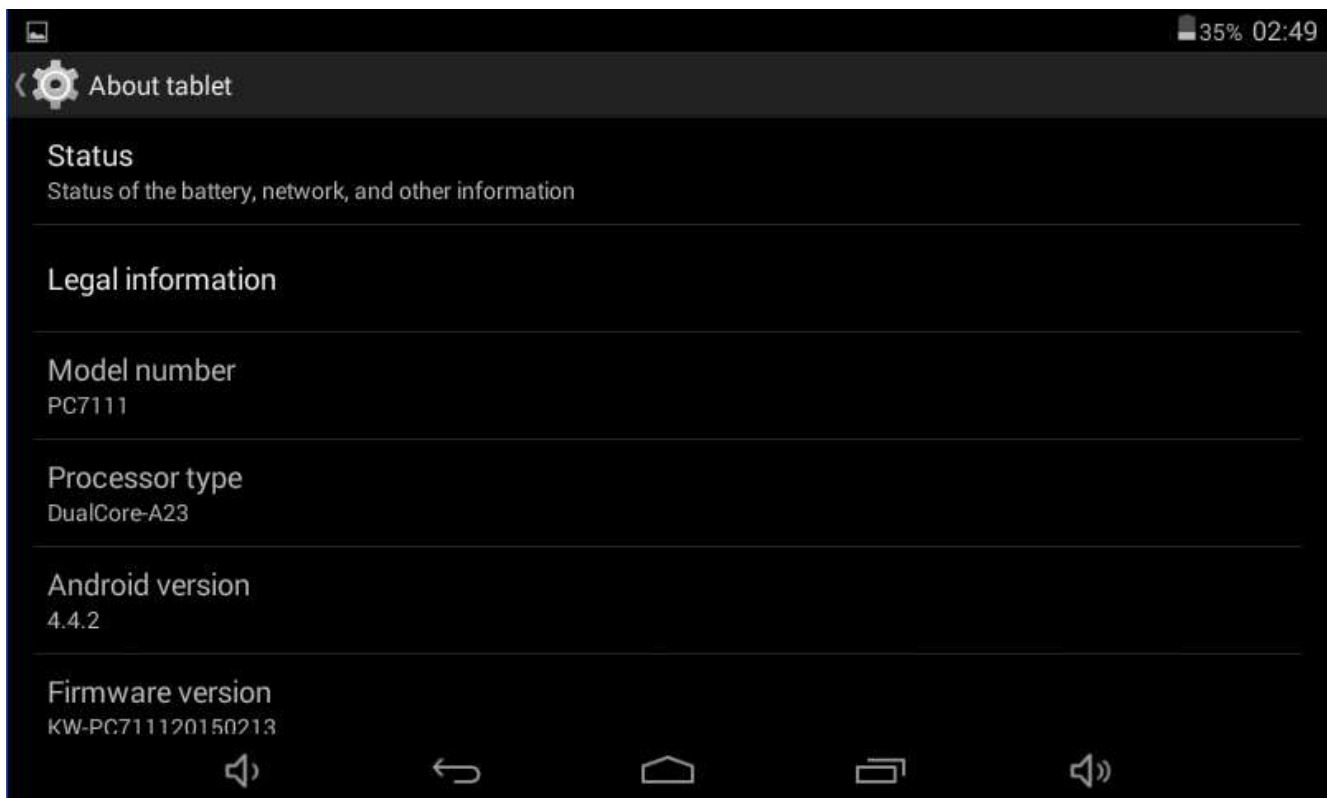 35% 02:49
About tablet
Status
Status of the battery, network, and other information
Legal information
Model number
PC7111
Processor type
DualCore-A23
Android version
4.4.2
Firmware version
KW-PC711120150213